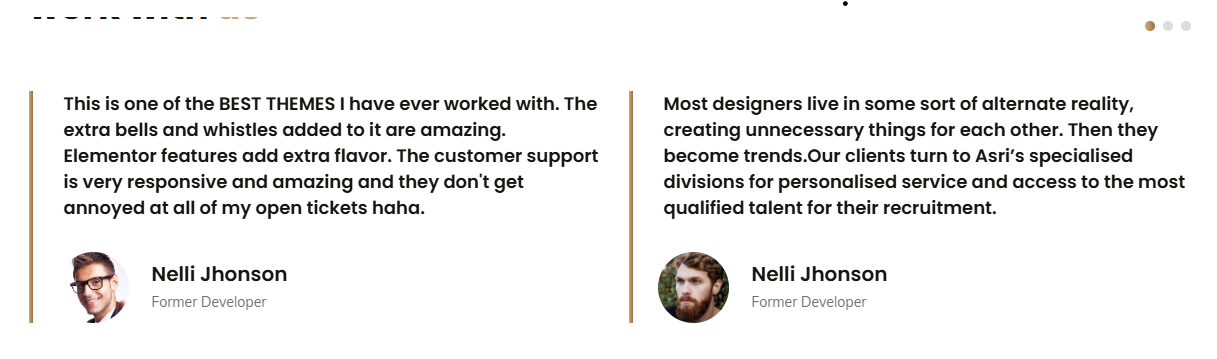 work with us
This is one of the BEST THEMES I have ever worked with. The
extra bells and whistles added to it are amazing.
Elementor features add extra flavor. The customer support
is very responsive and amazing and they don't get
annoyed at all of my open tickets haha.
Nelli Jhonson
Former Developer
Most designers live in some sort of alternate reality,
creating unnecessary things for each other. Then they
become trends.Our clients turn to Asri’s specialised
divisions for personalised service and access to the most
qualified talent for their recruitment.
Nelli Jhonson
Former Developer